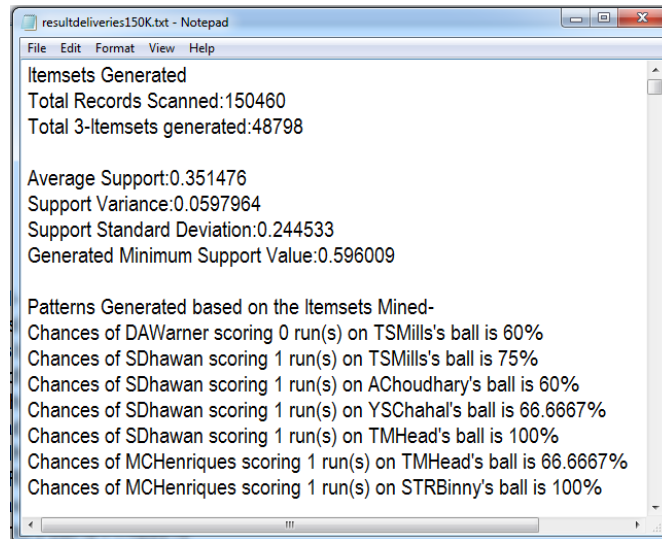 resultdeliveries150K.txt - Notepad
File Edit Format View Help
Itemsets Generated
Total Records Scanned:150460
Total 3-Itemsets generated:48798
Average Support:0.351476
Support Variance:0.0597964
Support Standard Deviation:0.244533
Generated Minimum Support Value:0.596009
Patterns Generated based on the Itemsets Mined-
Chances of DAWarner scoring 0 run(s) on TSMills's ball is 60%
Chances of SDhawan scoring 1 run(s) on TSMills's ball is 75%
Chances of SDhawan scoring 1 run(s) on AChoudhary's ball is 60%
Chances of SDhawan scoring 1 run(s) on YSChahal's ball is 66.6667%
Chances of SDhawan scoring 1 run(s) on TMHead's ball is 100%
Chances of MCHenriques scoring 1 run(s) on TMHead's ball is 66.6667%
Chances of MCHenriques scoring 1 run(s) on STRBinny's ball is 100%